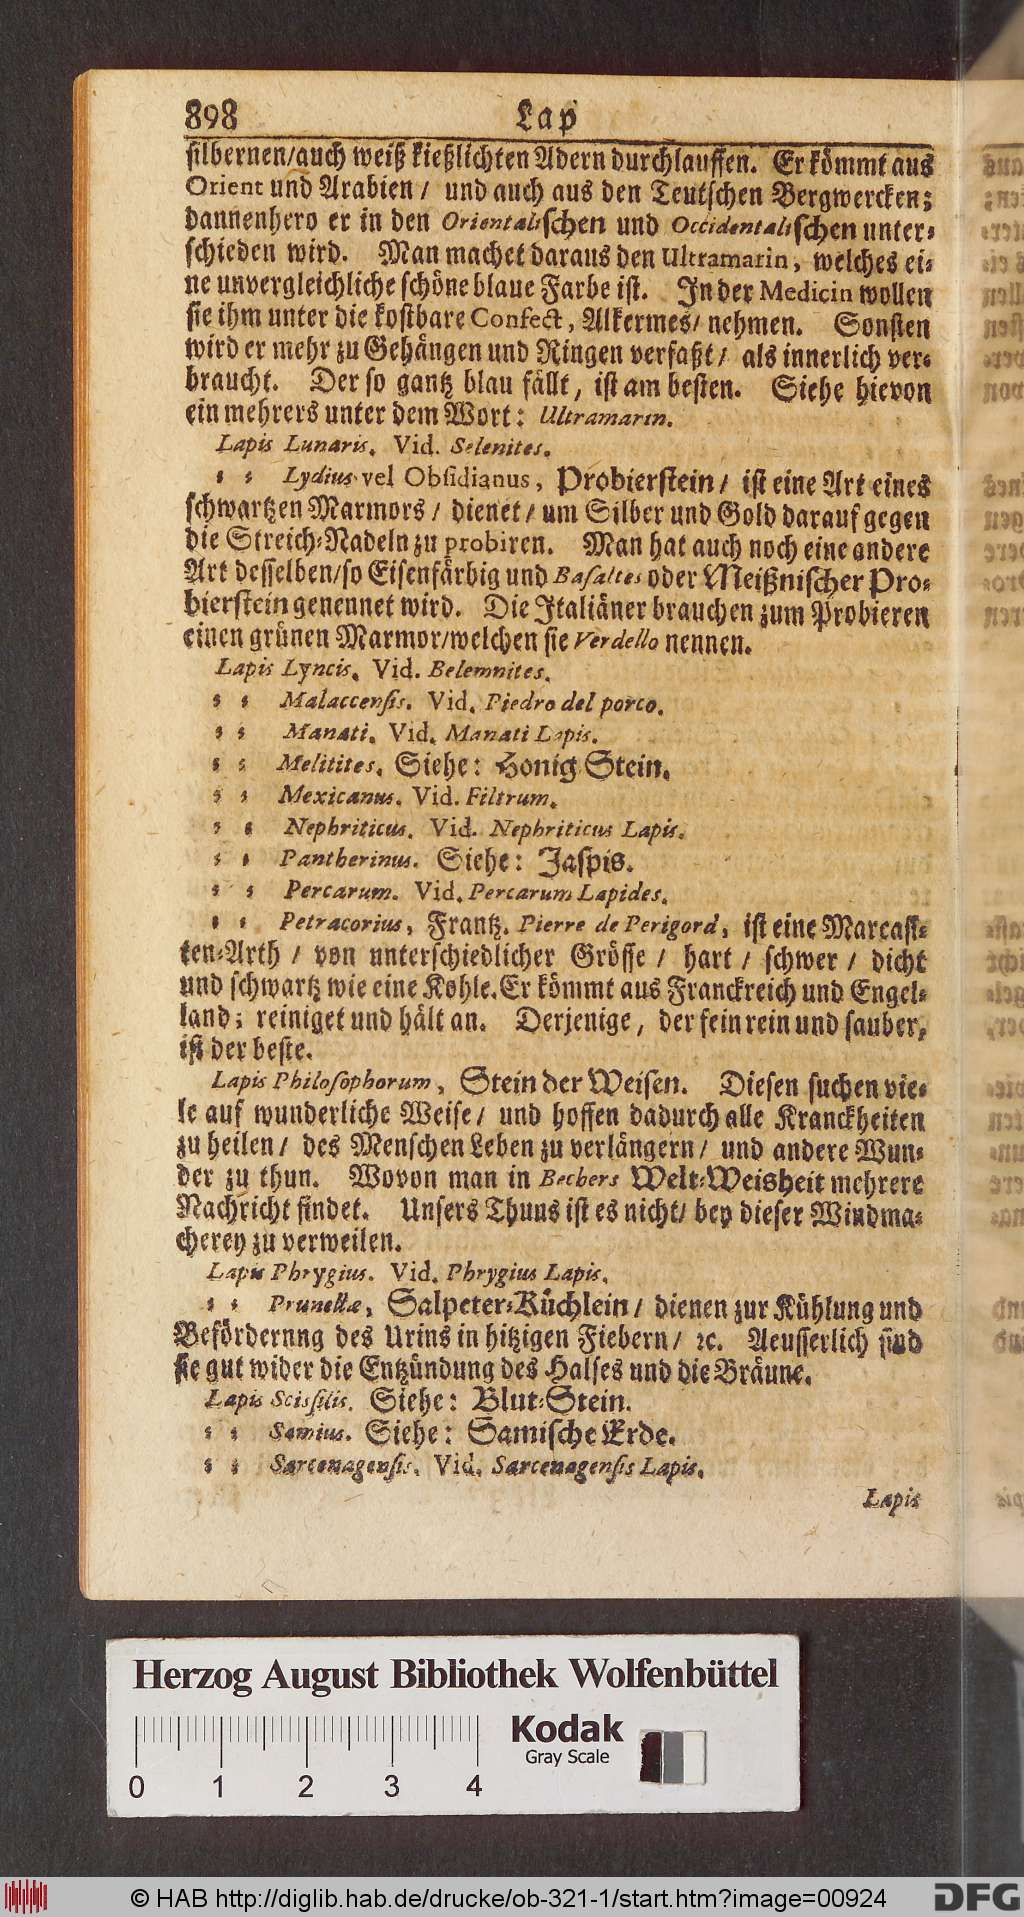 898 Lap
silbernen/auch weiß kießlichten Adern durchlauffen. Er kömmt aus
Orient und Arabien / und auch aus den Teutschen Bergwercken;
dannenhero er in den Orientalischen und Occidentalischen unter-
schieden wird. Man machet daraus den Ultramarin, welches ei-
ne unvergleichliche schöne blaue Farbe ist. In der Medicin wollen
sie ihm unter die kostbare Confect, Alkermes/ nehmen. Sonsten
wird er mehr zu Gehängen und Ringen verfaßt / als innerlich ver-
braucht. Der so gantz blau fällt, ist am besten. Siehe hievon
ein mehrers unter dem Wort: Ultramarin.
Lapis Lunaris. Vid. Selenites.
- - Lydius vel Obsidianus, Probierstein / ist eine Art eines
schwartzen Marmors / dienet / um Silber und Gold darauf gegen
die Streich-Nadeln zu probiren. Man hat auch noch eine andere
Art desselben/so Eisenfärbig und Basaltes oder Meißnischer Pro-
bierstein genennet wird. Die Italiäner brauchen zum Probieren
einen grünen Marmor/welchen sie Verdello nennen.
Lapis Lyncis. Vid. Belemnites.
- - Malaccensis. Vid. Piedro del porco.
- - Manati. Vid. Manati Lapis.
- - Melitites. Siehe: Honig Stein.
- - Mexicanus. Vid. Filtrum.
- - Nephriticus. Vid. Nephriticus Lapis.
- - Pantherinus. Siehe: Jaspis.
- - Percarum. Vid. Percarum Lapides.
- - Petracorius, Frantz. Pierre de Perigord, ist eine Marcasi-
ten-Arth / von unterschiedlicher Grösse / hart / schwer / dicht
und schwartz wie eine Kohle. Er kömmt aus Franckreich und Engel-
land; reiniget und hält an. Derjenige, der fein rein und sauber,
ist der beste.
Lapis Philosophorum, Stein der Weisen. Diesen suchen vie-
le auf wunderliche Weise / und hoffen dadurch alle Kranckheiten
zu heilen / des Menschen Leben zu verlängern / und andere Wun-
der zu thun. Wovon man in Bechers Welt-Weisheit mehrere
Nachricht findet. Unsers Thuns ist es nicht/ bey dieser Windma-
cherey zu verweilen.
Lapis Phrygius. Vid. Phrygius Lapis.
- - Prunellæ, Salpeter-Küchlein / dienen zur Kühlung und
Befördernng des Urins in hitzigen Fiebern / ꝛc. Aeusserlich sind
sie gut wider die Entzündung des Halses und die Bräune.
Lapis Scissilis. Siehe: Blut-Stein.
- - Samius. Siehe: Samische Erde.
- - Sarcenagensis. Vid. Sarcenagensis Lapis.
Lapis
Herzog August Bibliothek Wolfenbüttel
Kodak
Gray Scale
0 1 2 3 4
© HAB http://diglib.hab.de/drucke/ob-321-1/start.htm?image=00924
DFG